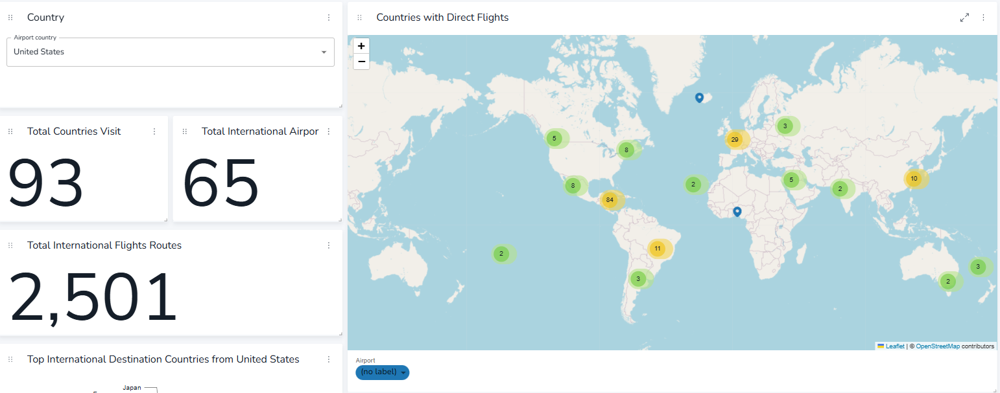 Country
Airport country
United States
Total Countries Visit
93
Total International Airpor
65
Total International Flights Routes
2,501
Top International Destination Countries from United States
Japan
Countries with Direct Flights
+
−
3
5
29
8
5
10
8
2
2
84
11
2
3
3
2
Leaflet | © OpenStreetMap contributors
Airport
(no label)